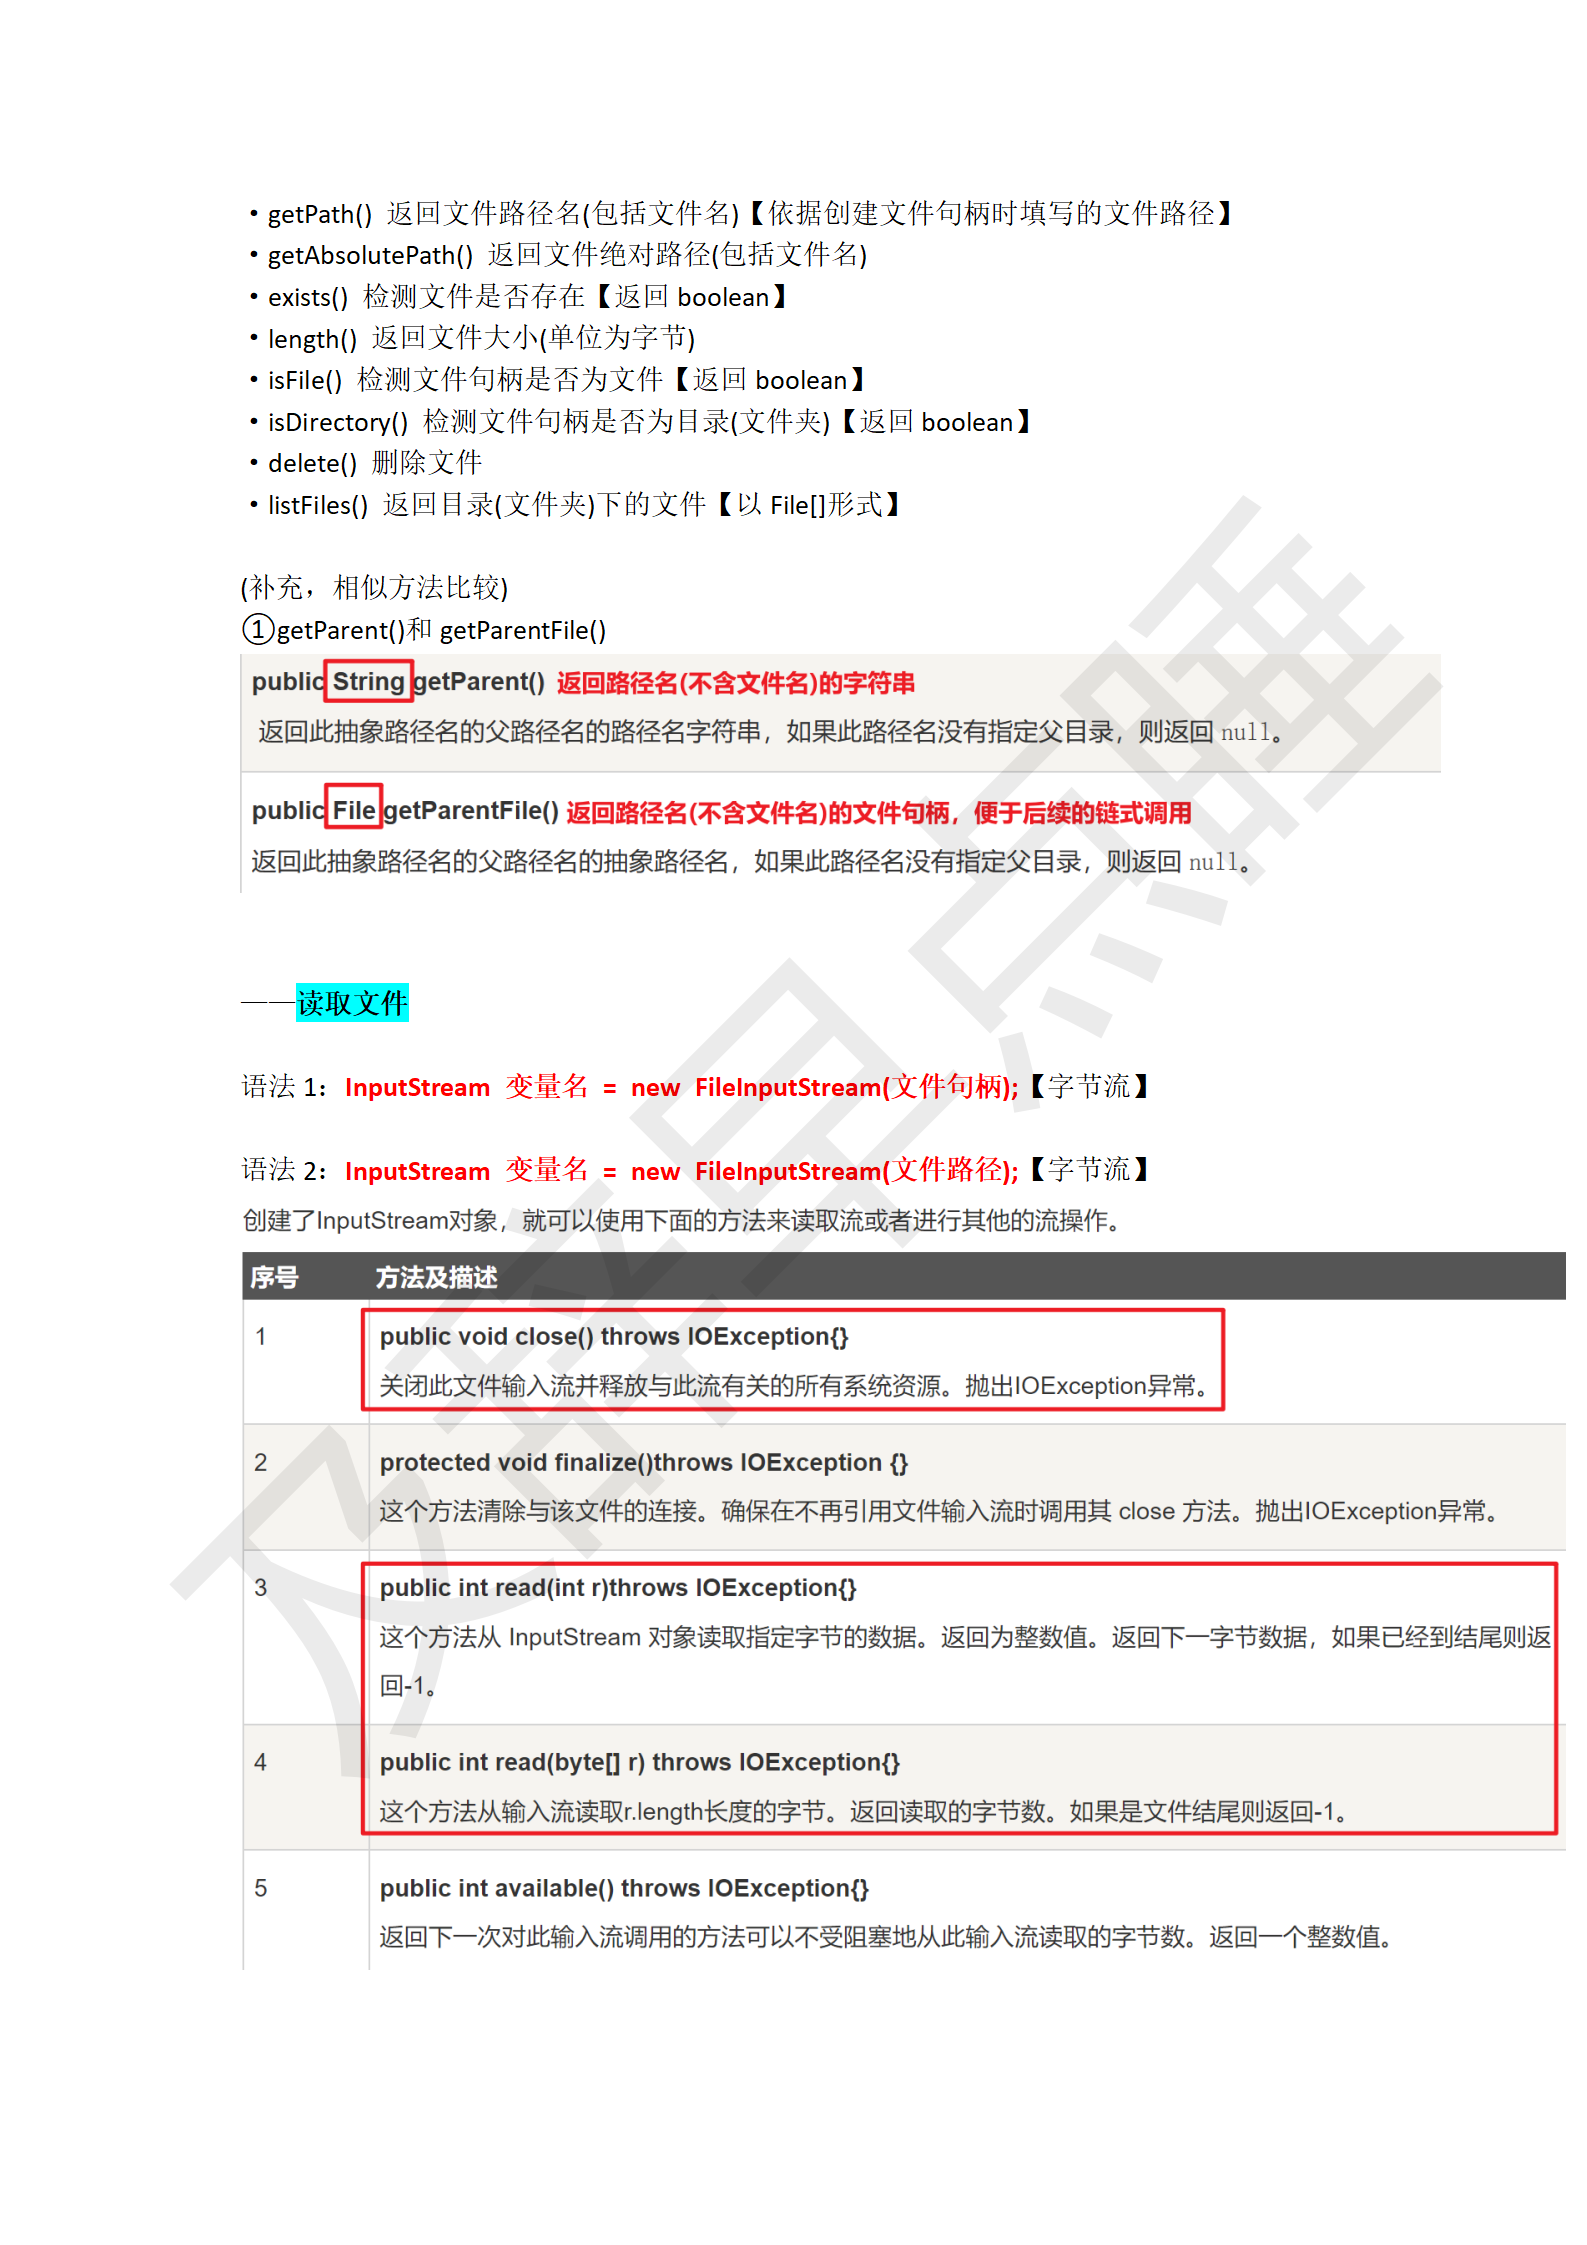 ·getPath() 返回文件路径名(包括文件名)【依据创建文件句柄时填写的文件路径】
·getAbsolutePath() 返回文件绝对路径(包括文件名)
·exists() 检测文件是否存在【返回 boolean】
·length() 返回文件大小(单位为字节)
·isFile() 检测文件句柄是否为文件【返回 boolean】
·isDirectory() 检测文件句柄是否为目录(文件夹)【返回 boolean】
·delete() 删除文件
·listFiles() 返回目录(文件夹)下的文件【以 File[]形式】
(补充，相似方法比较)
①getParent()和 getParentFile()
public String getParent() 返回路径名(不含文件名)的字符串
返回此抽象路径名的父路径名的路径名字符串，如果此路径名没有指定父目录，则返回 null。
public File getParentFile() 返回路径名(不含文件名)的文件句柄，便于后续的链式调用
返回此抽象路径名的父路径名的抽象路径名，如果此路径名没有指定父目录，则返回 null。
——读取文件
语法 1：InputStream 变量名 = new FileInputStream(文件句柄);【字节流】
语法 2：InputStream 变量名 = new FileInputStream(文件路径);【字节流】
创建了InputStream对象，就可以使用下面的方法来读取流或者进行其他的流操作。
序号 方法及描述
1 public void close() throws IOException{}
关闭此文件输入流并释放与此流有关的所有系统资源。抛出IOException异常。
2 protected void finalize()throws IOException {}
这个方法清除与该文件的连接。确保在不再引用文件输入流时调用其 close 方法。抛出IOException异常。
3 public int read(int r)throws IOException{}
这个方法从 InputStream 对象读取指定字节的数据。返回为整数值。返回下一字节数据，如果已经到结尾则返
回-1。
4 public int read(byte[] r) throws IOException{}
这个方法从输入流读取r.length长度的字节。返回读取的字节数。如果是文件结尾则返回-1。
5 public int available() throws IOException{}
返回下一次对此输入流调用的方法可以不受阻塞地从此输入流读取的字节数。返回一个整数值。
及辞早点睡